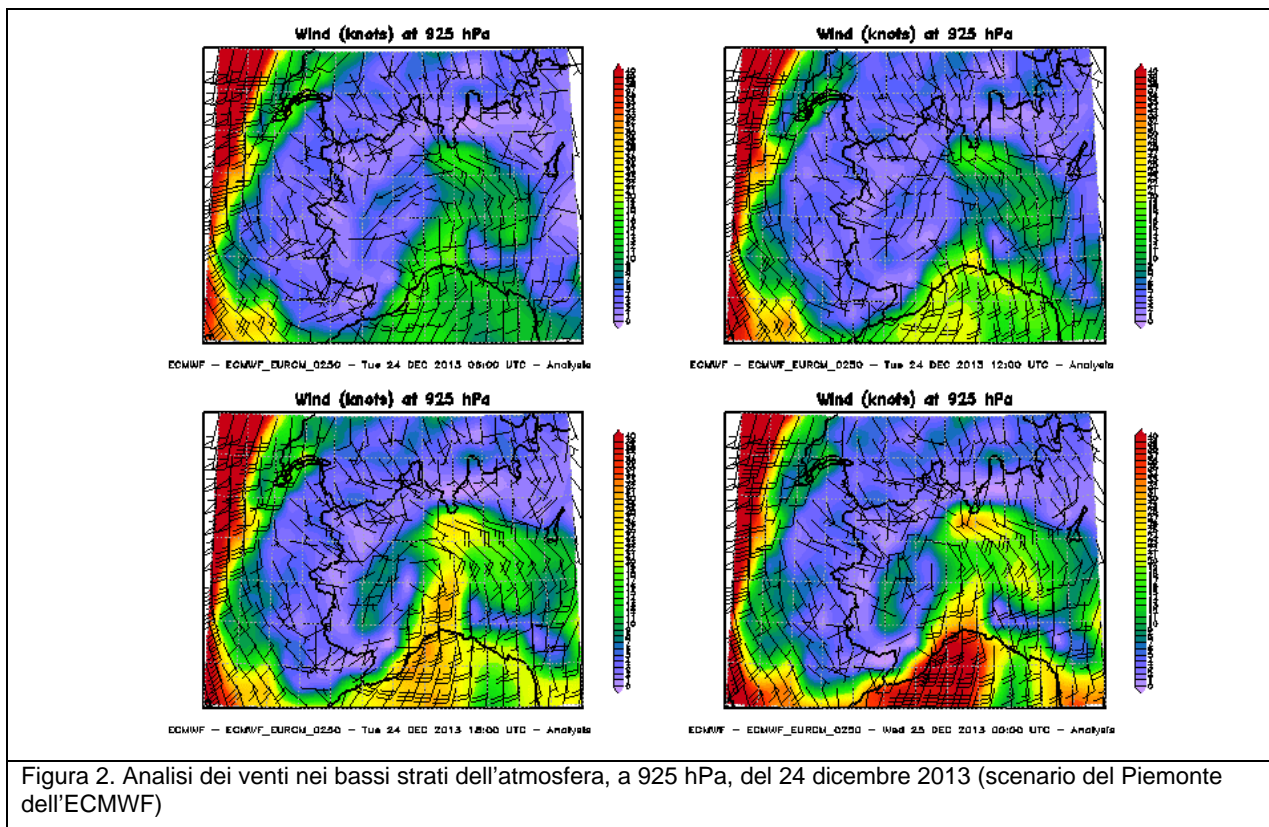 Wind (knots) at 925 hPa
Wind (knots) at 925 hPa
ECMWF - ECMWF_EURCM_0250 - Tue 24 DEC 2013 06:00 UTC - Analysis
ECMWF - ECMWF_EURCM_0250 - Tue 24 DEC 2013 12:00 UTC - Analysis
Wind (knots) at 925 hPa
Wind (knots) at 925 hPa
ECMWF - ECMWF_EURCM_0250 - Tue 24 DEC 2013 18:00 UTC - Analysis
ECMWF - ECMWF_EURCM_0250 - Wed 25 DEC 2013 00:00 UTC - Analysis
Figura 2. Analisi dei venti nei bassi strati dell'atmosfera, a 925 hPa, del 24 dicembre 2013 (scenario del Piemonte
dell'ECMWF)